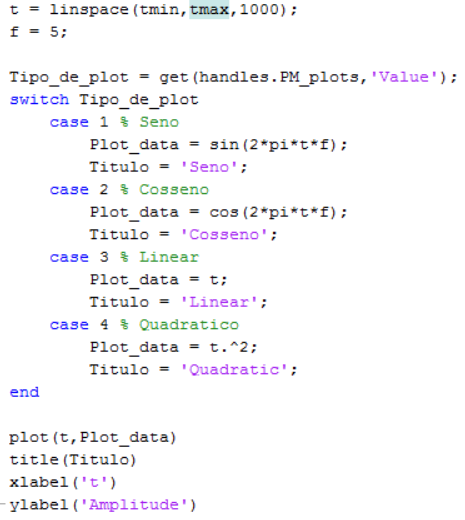 t = linspace(tmin,tmax,1000);
f = 5;

Tipo_de_plot = get(handles.PM_plots,'Value');
switch Tipo_de_plot
    case 1 % Seno
        Plot_data = sin(2*pi*t*f);
        Titulo = 'Seno';
    case 2 % Cosseno
        Plot_data = cos(2*pi*t*f);
        Titulo = 'Cosseno';
    case 3 % Linear
        Plot_data = t;
        Titulo = 'Linear';
    case 4 % Quadratico
        Plot_data = t.^2;
        Titulo = 'Quadratic';
end

plot(t,Plot_data)
title(Titulo)
xlabel('t')
ylabel('Amplitude')